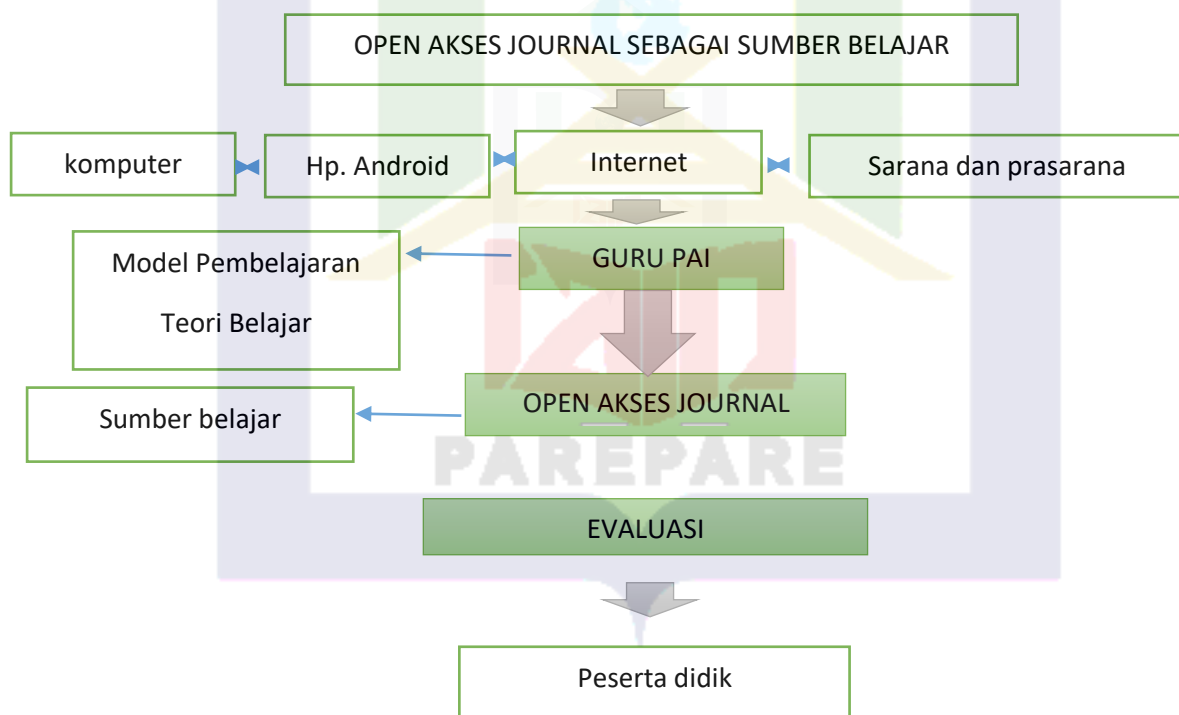 OPEN AKSES JOURNAL SEBAGAI SUMBER BELAJAR
komputer
Hp. Android
Internet
Sarana dan prasarana
Model Pembelajaran
Teori Belajar
GURU PAI
OPEN AKSES JOURNAL
Sumber belajar
PAREPARE
EVALUASI
Peserta didik